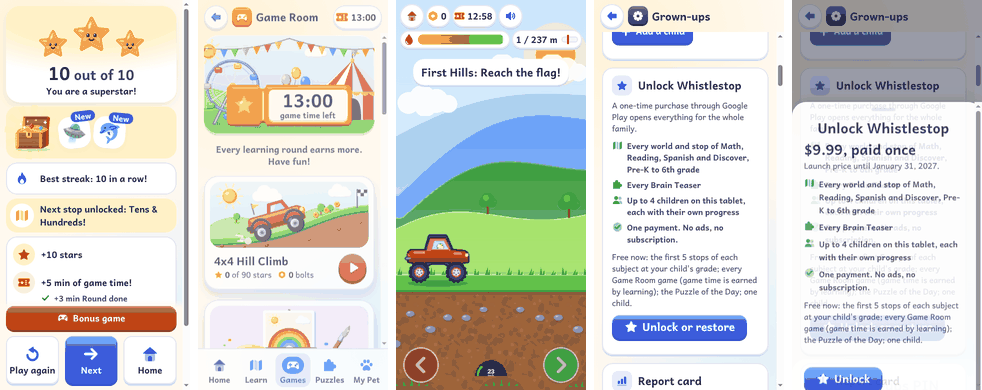 10 out of 10
You are a superstar!
New
New
Best streak: 10 in a row!
Next stop unlocked: Tens &
Hundreds!
+10 stars
+5 min of game time!
+3 min Round done
Bonus game
Play again
Next
Home
Game Room
13:00
13:00
game time left
Every learning round earns more.
Have fun!
4x4 Hill Climb
0 of 90 stars
0 bolts
Home
Learn
Games
Puzzles
My Pet
0
12:58
1 / 237 m
First Hills: Reach the flag!
23
Grown-ups
Add a child
Unlock Whistlestop
A one-time purchase through Google
Play opens everything for the whole
family.
Every world and stop of Math,
Reading, Spanish and Discover,
Pre-K to 6th grade
Every Brain Teaser
Up to 4 children on this tablet,
each with their own progress
One payment. No ads, no
subscription.
Free now: the first 5 stops of each
subject at your child's grade; every
Game Room game (game time is earned
by learning); the Puzzle of the Day; one
child.
Unlock or restore
Report card
Grown-ups
Add a child
Unlock Whistlestop
Unlock Whistlestop
$9.99, paid once
Launch price until January 31, 2027.
Every world and stop of Math,
Reading, Spanish and Discover, Pre-
K to 6th grade
Every Brain Teaser
Up to 4 children on this tablet, each
with their own progress
One payment. No ads, no
subscription.
Free now: the first 5 stops of each
subject at your child's grade; every Game Room
game (game time is earned by learning);
the Puzzle of the Day; one child.
Unlock